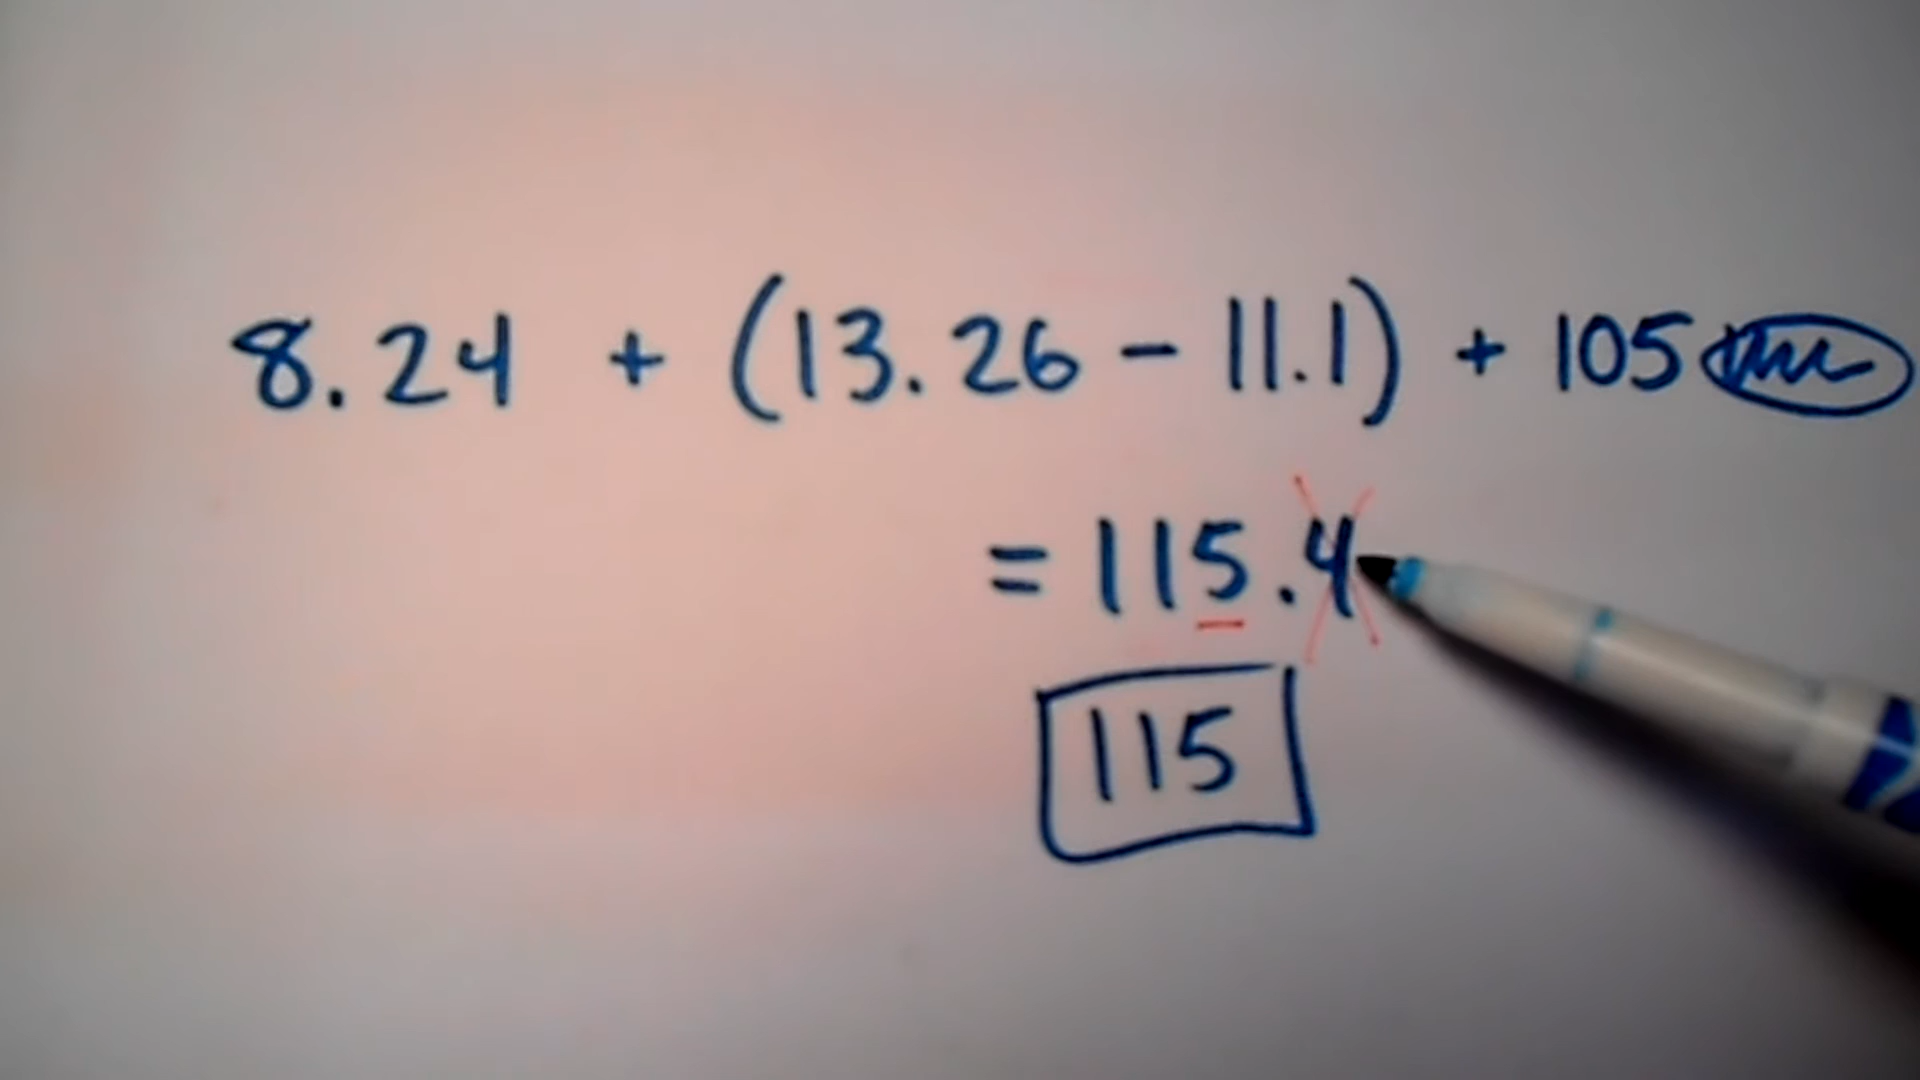 8.24 + (13.26 - 11.1) + 105
= 115.4
115